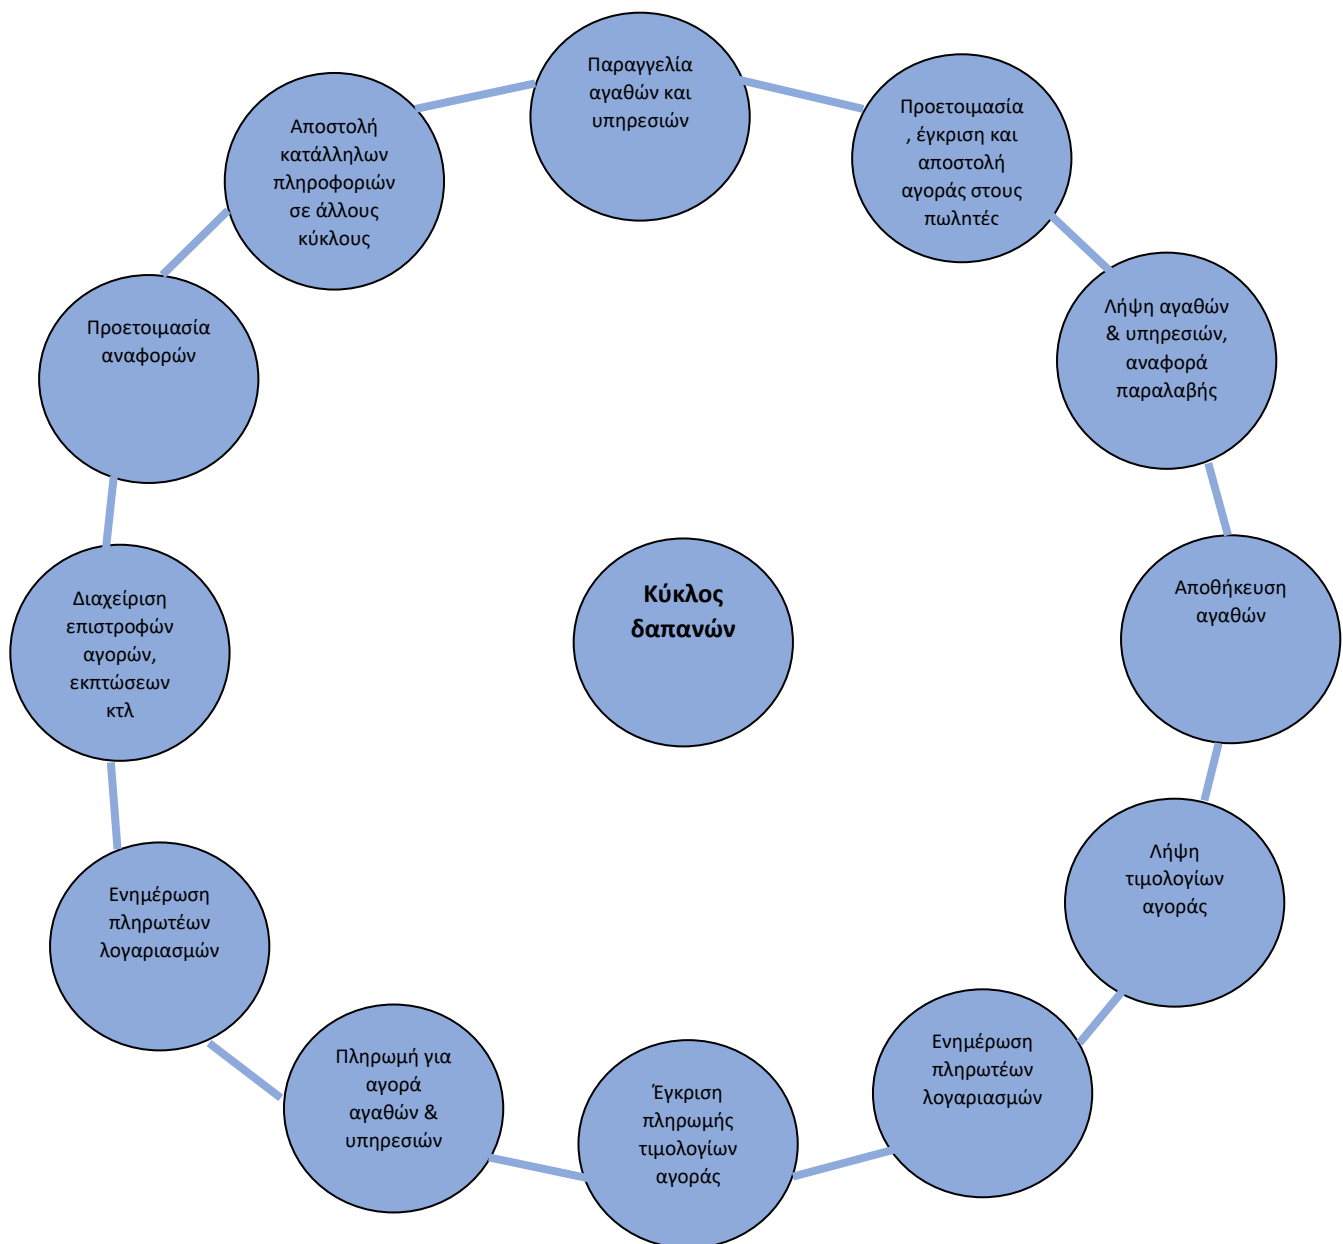 Παραγγελία
αγαθών και
υπηρεσιών
Προετοιμασία
, έγκριση και
αποστολή
αγοράς στους
πωλητές
Λήψη αγαθών
& υπηρεσιών,
αναφορά
παραλαβής
Αποθήκευση
αγαθών
Λήψη
τιμολογίων
αγοράς
Ενημέρωση
πληρωτέων
λογαριασμών
Έγκριση
πληρωμής
τιμολογίων
αγοράς
Πληρωμή για
αγορά
αγαθών &
υπηρεσιών
Ενημέρωση
πληρωτέων
λογαριασμών
Διαχείριση
επιστροφών
αγορών,
εκπτώσεων
κτλ
Προετοιμασία
αναφορών
Αποστολή
κατάλληλων
πληροφοριών
σε άλλους
κύκλους
Κύκλος
δαπανών